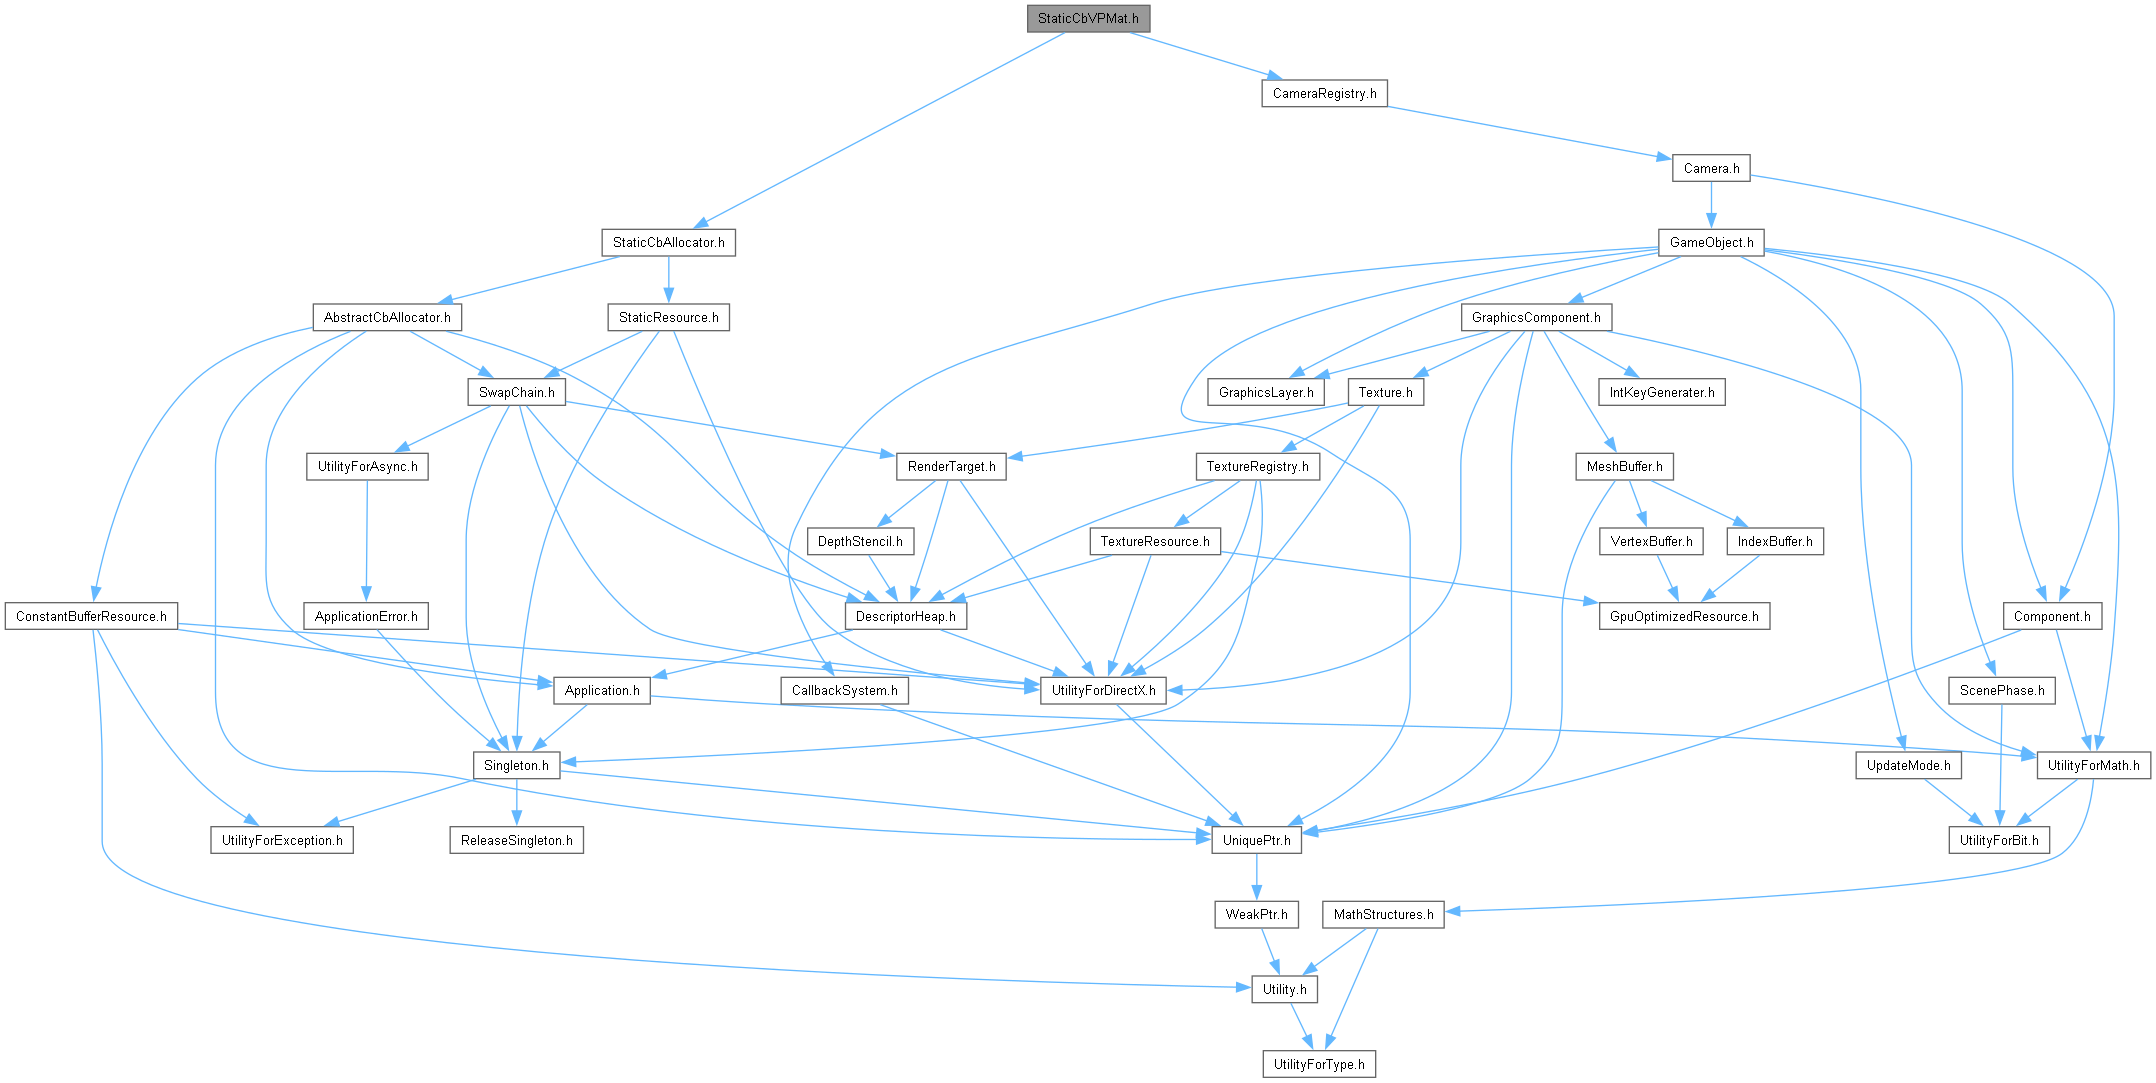 StaticCbVPMat.h
CameraRegistry.h
Camera.h
StaticCbAllocator.h
GameObject.h
AbstractCbAllocator.h
StaticResource.h
GraphicsComponent.h
SwapChain.h
GraphicsLayer.h
Texture.h
IntKeyGenerater.h
UtilityForAsync.h
RenderTarget.h
TextureRegistry.h
MeshBuffer.h
DepthStencil.h
TextureResource.h
VertexBuffer.h
IndexBuffer.h
ConstantBufferResource.h
ApplicationError.h
DescriptorHeap.h
GpuOptimizedResource.h
Component.h
Application.h
CallbackSystem.h
UtilityForDirectX.h
ScenePhase.h
Singleton.h
UpdateMode.h
UtilityForMath.h
UtilityForException.h
ReleaseSingleton.h
UniquePtr.h
UtilityForBit.h
WeakPtr.h
MathStructures.h
Utility.h
UtilityForType.h